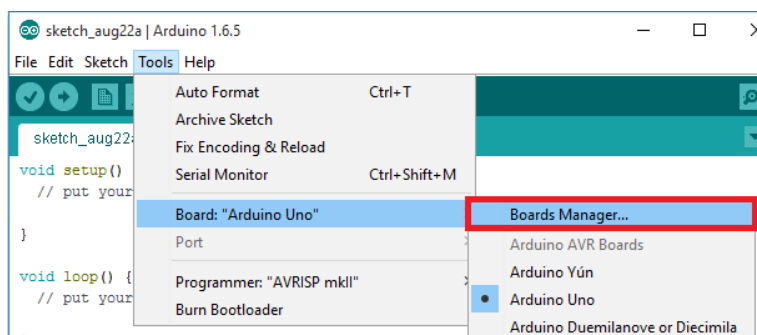 sketch_aug22a | Arduino 1.6.5
File Edit Sketch Tools Help
sketch_aug22a
void setup()
// put your
}
void loop() {
// put your
Auto Format Ctrl+T
Archive Sketch
Fix Encoding & Reload
Serial Monitor Ctrl+Shift+M
Board: "Arduino Uno"
Port
Programmer: "AVRISP mkII"
Burn Bootloader
Boards Manager...
Arduino AVR Boards
Arduino Yún
Arduino Uno
Arduino Duemilanove or Diecimila